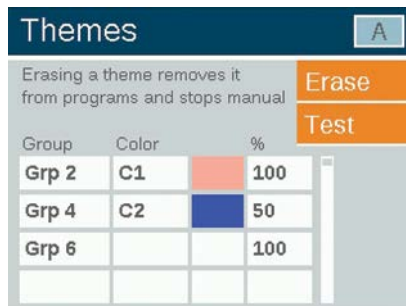 Themes A
Erasing a theme removes it
from programs and stops manual
Erase
Test
Group Color %
Grp 2 C1 100
Grp 4 C2 50
Grp 6 100